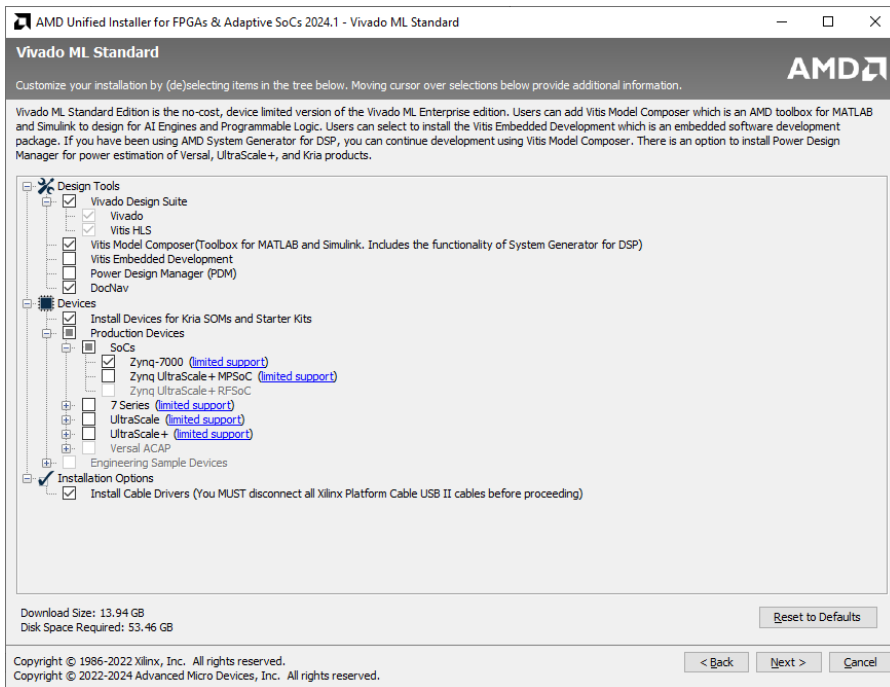 AMD Unified Installer for FPGAs & Adaptive SoCs 2024.1 - Vivado ML Standard
Vivado ML Standard
AMD
Customize your installation by (de)selecting items in the tree below. Moving cursor over selections below provide additional information.
Vivado ML Standard Edition is the no-cost, device limited version of the Vivado ML Enterprise edition. Users can add Vitis Model Composer which is an AMD toolbox for MATLAB
and Simulink to design for AI Engines and Programmable Logic. Users can select to install the Vitis Embedded Development which is an embedded software development
package. If you have been using AMD System Generator for DSP, you can continue development using Vitis Model Composer. There is an option to install Power Design
Manager for power estimation of Versal, UltraScale+, and Kria products.
Design Tools
Vivado Design Suite
Vivado
Vitis HLS
Vitis Model Composer(Toolbox for MATLAB and Simulink. Includes the functionality of System Generator for DSP)
Vitis Embedded Development
Power Design Manager (PDM)
DocNav
Devices
Install Devices for Kria SOMs and Starter Kits
Production Devices
SoCs
Zynq-7000 (limited support)
Zynq UltraScale+ MPSoC (limited support)
Zynq UltraScale+ RFSoC
7 Series (limited support)
UltraScale (limited support)
UltraScale+ (limited support)
Versal ACAP
Engineering Sample Devices
Installation Options
Install Cable Drivers (You MUST disconnect all Xilinx Platform Cable USB II cables before proceeding)
Download Size: 13.94 GB
Disk Space Required: 53.46 GB
Reset to Defaults
Copyright © 1986-2022 Xilinx, Inc. All rights reserved.
Copyright © 2022-2024 Advanced Micro Devices, Inc. All rights reserved.
< Back
Next >
Cancel